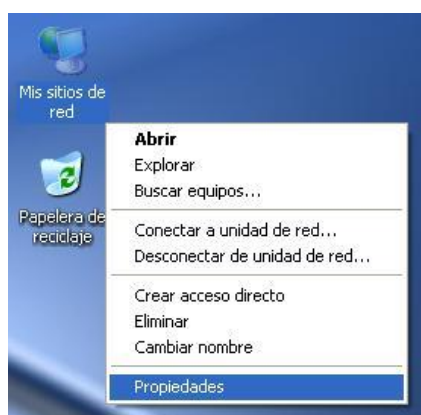 Mis sitios de
red
Papelera de
reciclaje
Abrir
Explorar
Buscar equipos...
Conectar a unidad de red...
Desconectar de unidad de red...
Crear acceso directo
Eliminar
Cambiar nombre
Propiedades